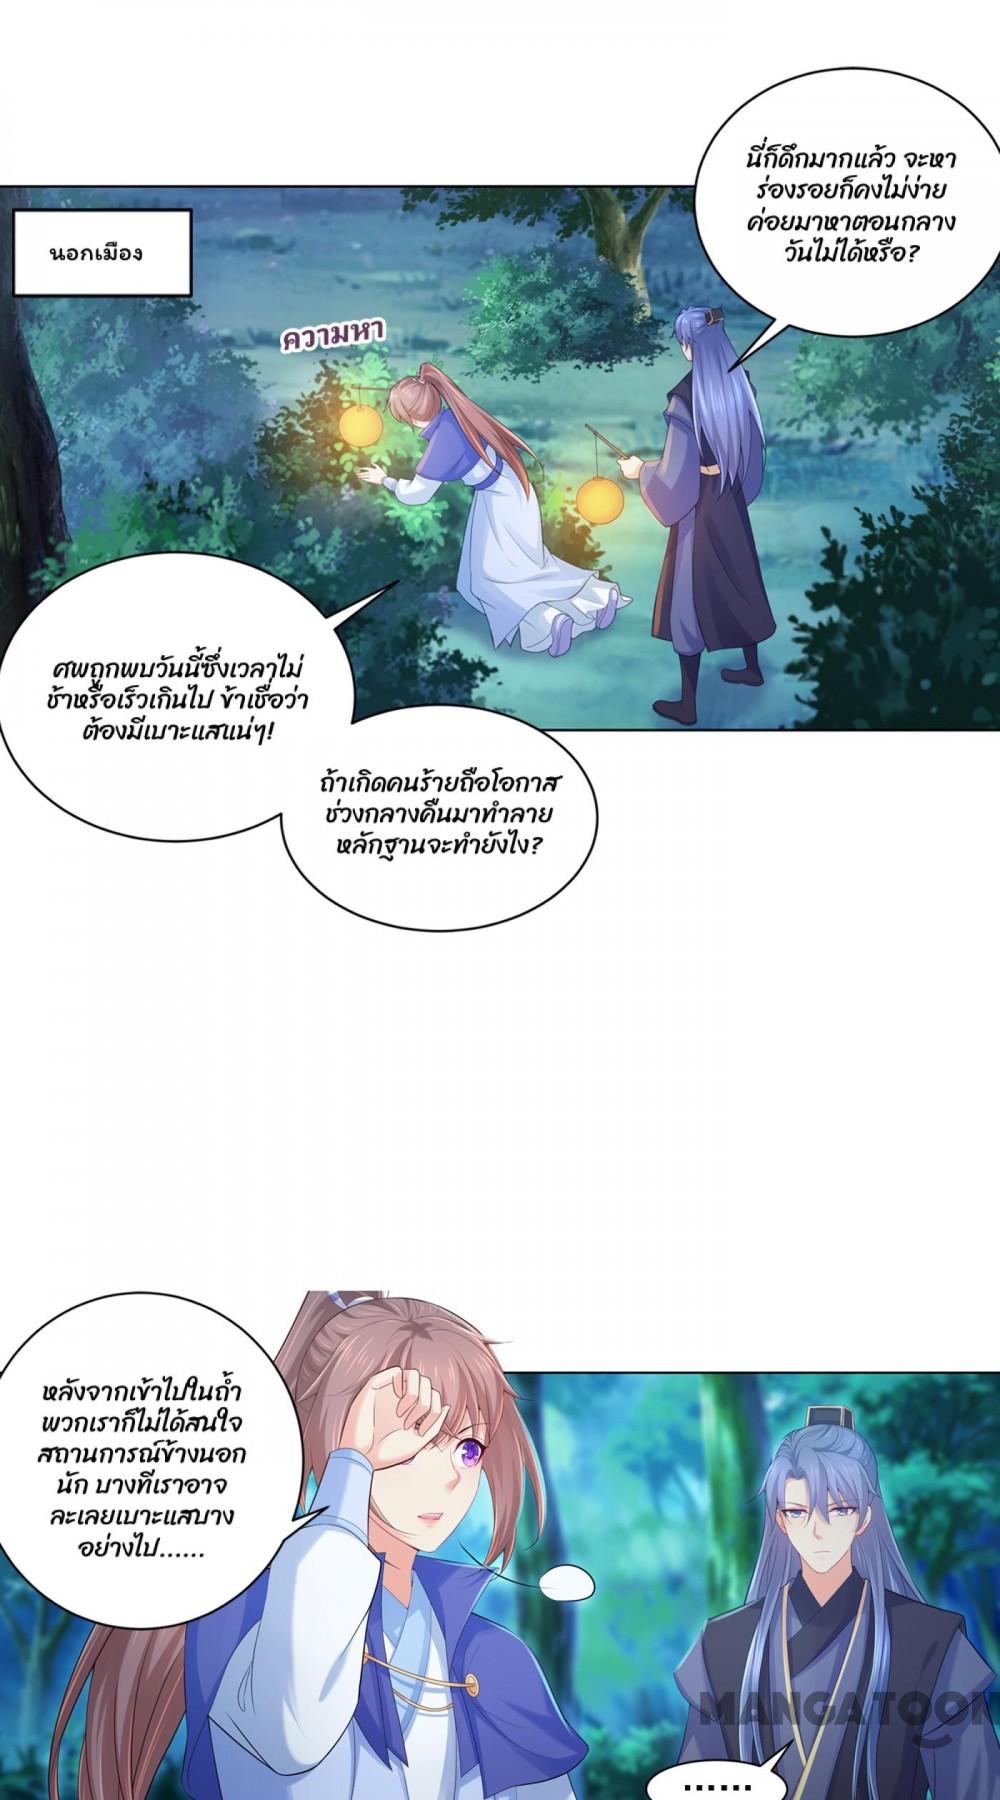 นี่ก็ดึกมากแล้ว จะหา
ร่องรอยก็คงไม่ง่าย
ค่อยมาหาตอนกลาง
วันไม่ได้หรือ?
นอกเมือง
ความหา
ศพถูกพบวันนี้ซึ่งเวลาไม่
ช้าหรือเร็วเกินไป ข้าเชื่อว่า
ต้องมีเบาะแสแน่ๆ!
ถ้าเกิดคนร้ายถือโอกาส
ช่วงกลางคืนมาทำลาย
หลักฐานจะทำยังไง?
หลังจากเข้าไปในถ้ำ
พวกเราก็ไม่ได้สนใจ
สถานการณ์ข้างนอก
นัก บางทีเราอาจ
ละเลยเบาะแสบาง
อย่างไป......
MANGATOON
......